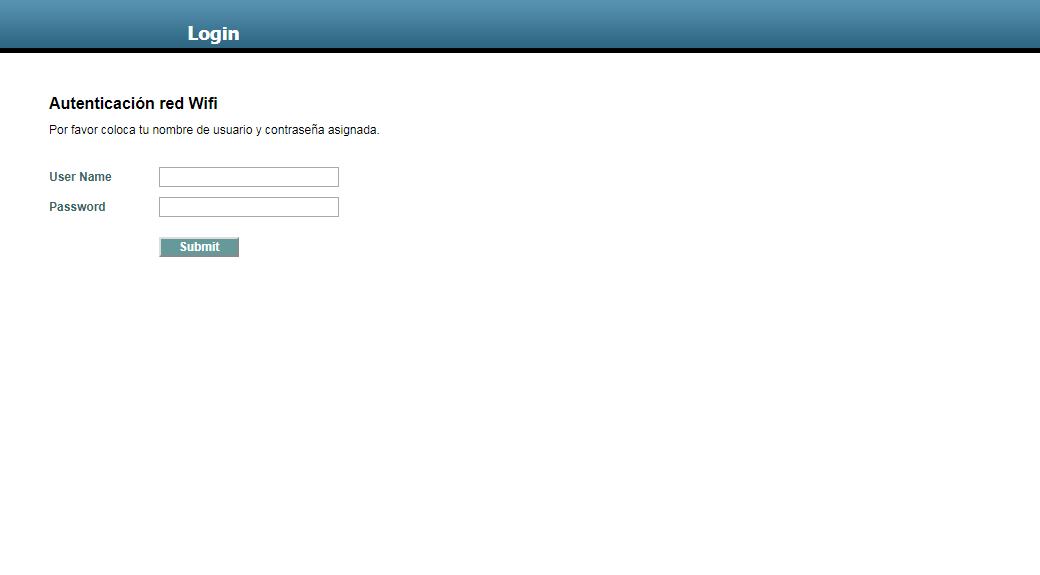 Login
Autenticación red Wifi
Por favor coloca tu nombre de usuario y contraseña asignada.
User Name
Password
Submit